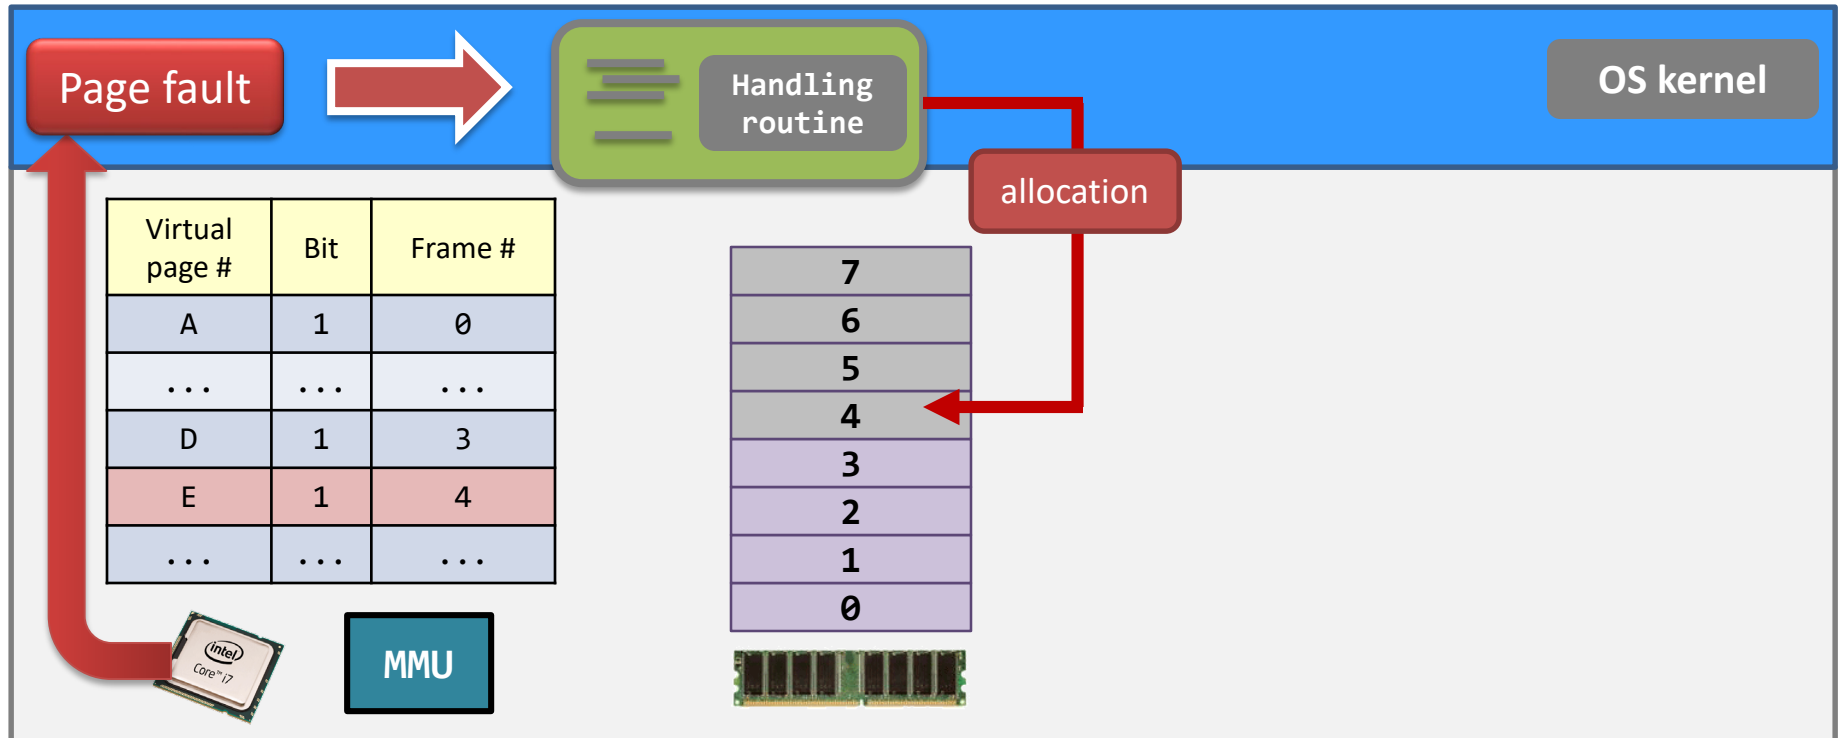 Page fault
Handling
routine
OS kernel
allocation
Virtual
page #
Bit
Frame #
A 1 0
... ... ...
D 1 3
E 1 4
... ... ...
7
6
5
4
3
2
1
0
intel
Core™ i7
MMU